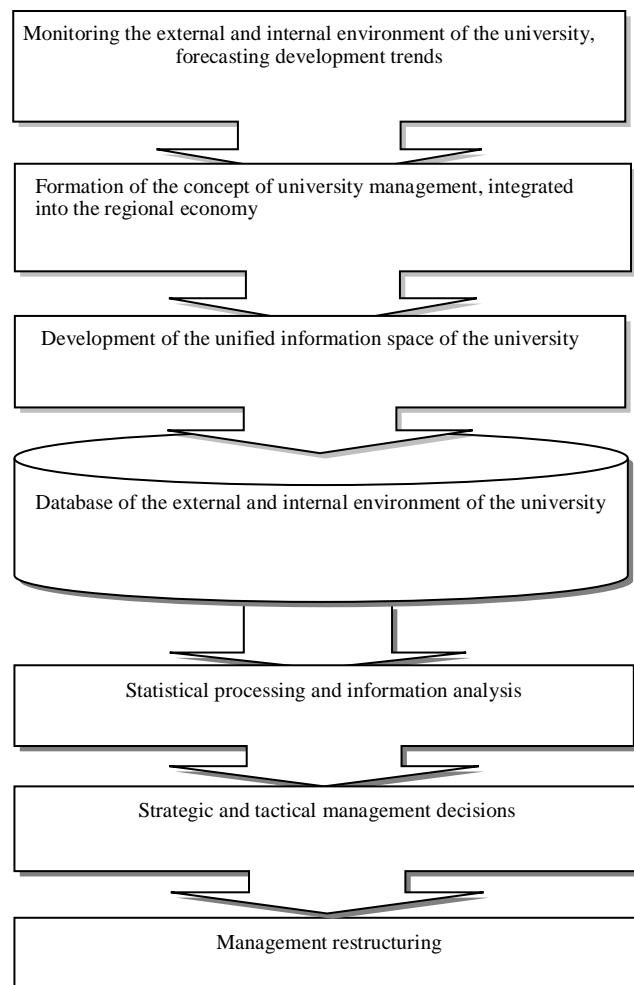 Monitoring the external and internal environment of the university,
forecasting development trends
Formation of the concept of university management, integrated
into the regional economy
Development of the unified information space of the university
Database of the external and internal environment of the university
Statistical processing and information analysis
Strategic and tactical management decisions
Management restructuring